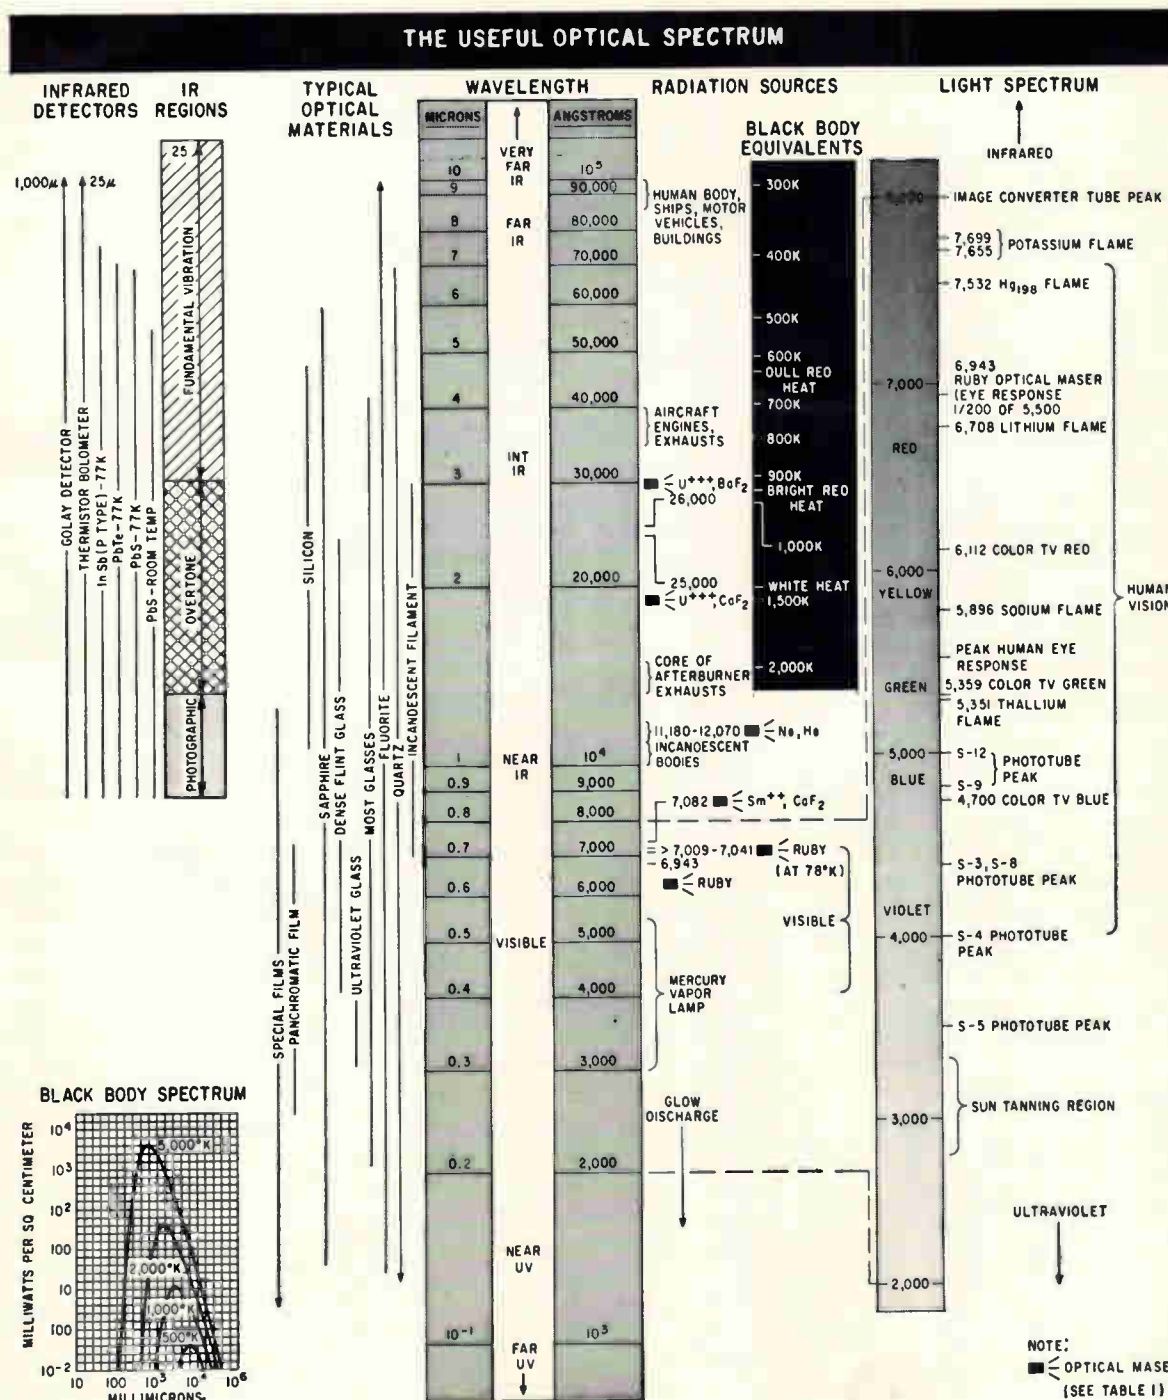 THE USEFUL OPTICAL SPECTRUM
INFRARED
DETECTORS
1,000μ
25μ
GOLAY DETECTOR
THERMISTOR BOLOMETER
InSb(P TYPE)-77K
PbTe-77K
PbS-77K
PbS-ROOM TEMP
IR
REGIONS
25
FUNDAMENTAL VIBRATION
OVERTONE
PHOTOGRAPHIC
TYPICAL
OPTICAL
MATERIALS
SPECIAL FILMS
PANCHROMATIC FILM
SILICON
SAPPHIRE
DENSE FLINT GLASS
ULTRAVIOLET GLASS
MOST GLASSES
FLUORITE
QUARTZ
INCANDESCENT FILAMENT
WAVELENGTH
MICRONS
10
9
8
7
6
5
4
3
2
1
0.9
0.8
0.7
0.6
0.5
0.4
0.3
0.2
10-1
VERY
FAR
IR
FAR
IR
INT
IR
NEAR
IR
VISIBLE
NEAR
UV
FAR
UV
ANGSTROMS
10⁵
90,000
80,000
70,000
60,000
50,000
40,000
30,000
20,000
10⁴
9,000
8,000
7,000
6,000
5,000
4,000
3,000
2,000
10³
RADIATION SOURCES
HUMAN BODY,
SHIPS, MOTOR
VEHICLES,
BUILDINGS
AIRCRAFT
ENGINES,
EXHAUSTS
U+++, BaF₂
26,000
25,000
U+++, CaF₂
CORE OF
AFTERBURNER
EXHAUSTS
11,180-12,070 Ne, He
INCANDESCENT
BODIES
7,082 Sm++, CaF₂
> 7,009-7,041 RUBY
(AT 78°K)
6,943
RUBY
VISIBLE
MERCURY
VAPOR
LAMP
GLOW
DISCHARGE
BLACK BODY
EQUIVALENTS
300K
400K
500K
600K
DULL RED
HEAT
700K
800K
900K
BRIGHT RED
HEAT
1,000K
WHITE HEAT
1,500K
2,000K
LIGHT SPECTRUM
INFRARED
7,000
RED
6,000
YELLOW
GREEN
5,000
BLUE
VIOLET
4,000
3,000
2,000
IMAGE CONVERTER TUBE PEAK
7,699
7,655
POTASSIUM FLAME
7,532 Hg198 FLAME
6,943
RUBY OPTICAL MASER
(EYE RESPONSE
1/200 OF 5,500
6,708 LITHIUM FLAME
6,112 COLOR TV RED
5,896 SODIUM FLAME
PEAK HUMAN EYE
RESPONSE
5,359 COLOR TV GREEN
5,351 THALLIUM
FLAME
S-12
PHOTOTUBE
PEAK
S-9
4,700 COLOR TV BLUE
S-3, S-8
PHOTOTUBE PEAK
S-4 PHOTOTUBE
PEAK
S-5 PHOTOTUBE PEAK
SUN TANNING REGION
ULTRAVIOLET
HUMAN
VISION
NOTE:
OPTICAL MASE
(SEE TABLE I)
BLACK BODY SPECTRUM
MILLIWATTS PER SQ CENTIMETER
10⁴
10³
10²
100
10
100
10-2
5,000°K
2,000°K
1,000°K
500°K
10 100 10³ 10⁴ 10⁶
MILLIMICRONS